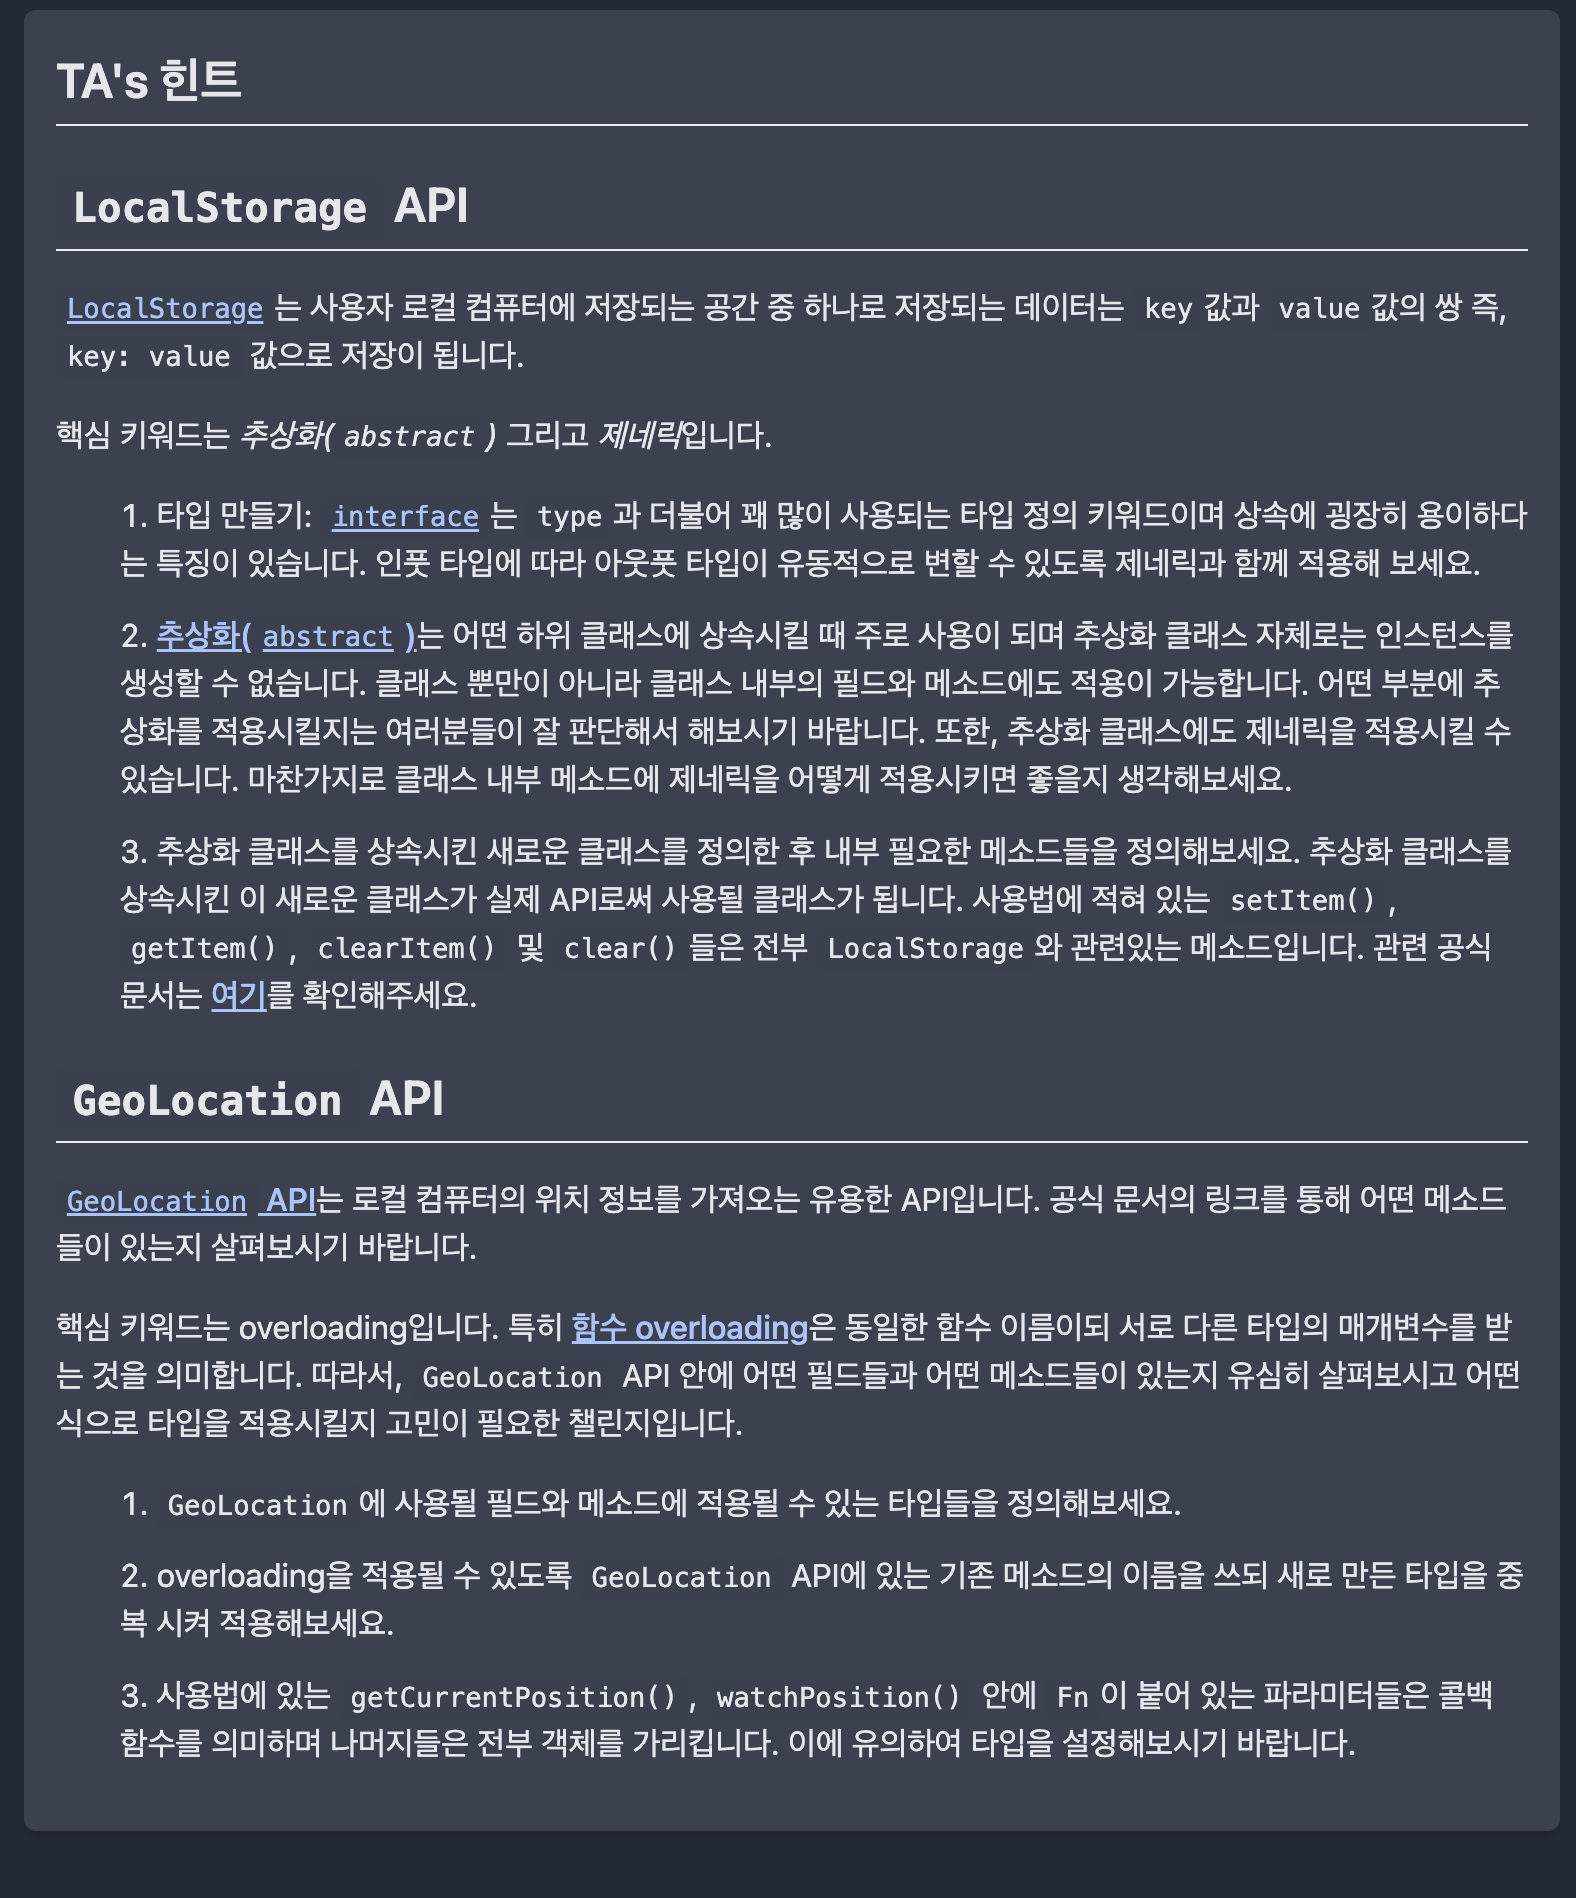 TA's 힌트
LocalStorage API
LocalStorage 는 사용자 로컬 컴퓨터에 저장되는 공간 중 하나로 저장되는 데이터는 key 값과 value 값의 쌍 즉,
key: value 값으로 저장이 됩니다.
핵심 키워드는 추상화( abstract ) 그리고 제네릭입니다.
1. 타입 만들기: interface 는 type 과 더불어 꽤 많이 사용되는 타입 정의 키워드이며 상속에 굉장히 용이하다
는 특징이 있습니다. 인풋 타입에 따라 아웃풋 타입이 유동적으로 변할 수 있도록 제네릭과 함께 적용해 보세요.
2. 추상화( abstract )는 어떤 하위 클래스에 상속시킬 때 주로 사용이 되며 추상화 클래스 자체로는 인스턴스를
생성할 수 없습니다. 클래스 뿐만이 아니라 클래스 내부의 필드와 메소드에도 적용이 가능합니다. 어떤 부분에 추
상화를 적용시킬지는 여러분들이 잘 판단해서 해보시기 바랍니다. 또한, 추상화 클래스에도 제네릭을 적용시킬 수
있습니다. 마찬가지로 클래스 내부 메소드에 제네릭을 어떻게 적용시키면 좋을지 생각해보세요.
3. 추상화 클래스를 상속시킨 새로운 클래스를 정의한 후 내부 필요한 메소드들을 정의해보세요. 추상화 클래스를
상속시킨 이 새로운 클래스가 실제 API로써 사용될 클래스가 됩니다. 사용법에 적혀 있는 setItem() ,
getItem() , clearItem() 및 clear() 들은 전부 LocalStorage 와 관련있는 메소드입니다. 관련 공식
문서는 여기를 확인해주세요.
GeoLocation API
GeoLocation API는 로컬 컴퓨터의 위치 정보를 가져오는 유용한 API입니다. 공식 문서의 링크를 통해 어떤 메소드
들이 있는지 살펴보시기 바랍니다.
핵심 키워드는 overloading입니다. 특히 함수 overloading은 동일한 함수 이름이되 서로 다른 타입의 매개변수를 받
는 것을 의미합니다. 따라서, GeoLocation API 안에 어떤 필드들과 어떤 메소드들이 있는지 유심히 살펴보시고 어떤
식으로 타입을 적용시킬지 고민이 필요한 챌린지입니다.
1. GeoLocation 에 사용될 필드와 메소드에 적용될 수 있는 타입들을 정의해보세요.
2. overloading을 적용될 수 있도록 GeoLocation API에 있는 기존 메소드의 이름을 쓰되 새로 만든 타입을 중
복 시켜 적용해보세요.
3. 사용법에 있는 getCurrentPosition() , watchPosition() 안에 Fn 이 붙어 있는 파라미터들은 콜백
함수를 의미하며 나머지들은 전부 객체를 가리킵니다. 이에 유의하여 타입을 설정해보시기 바랍니다.